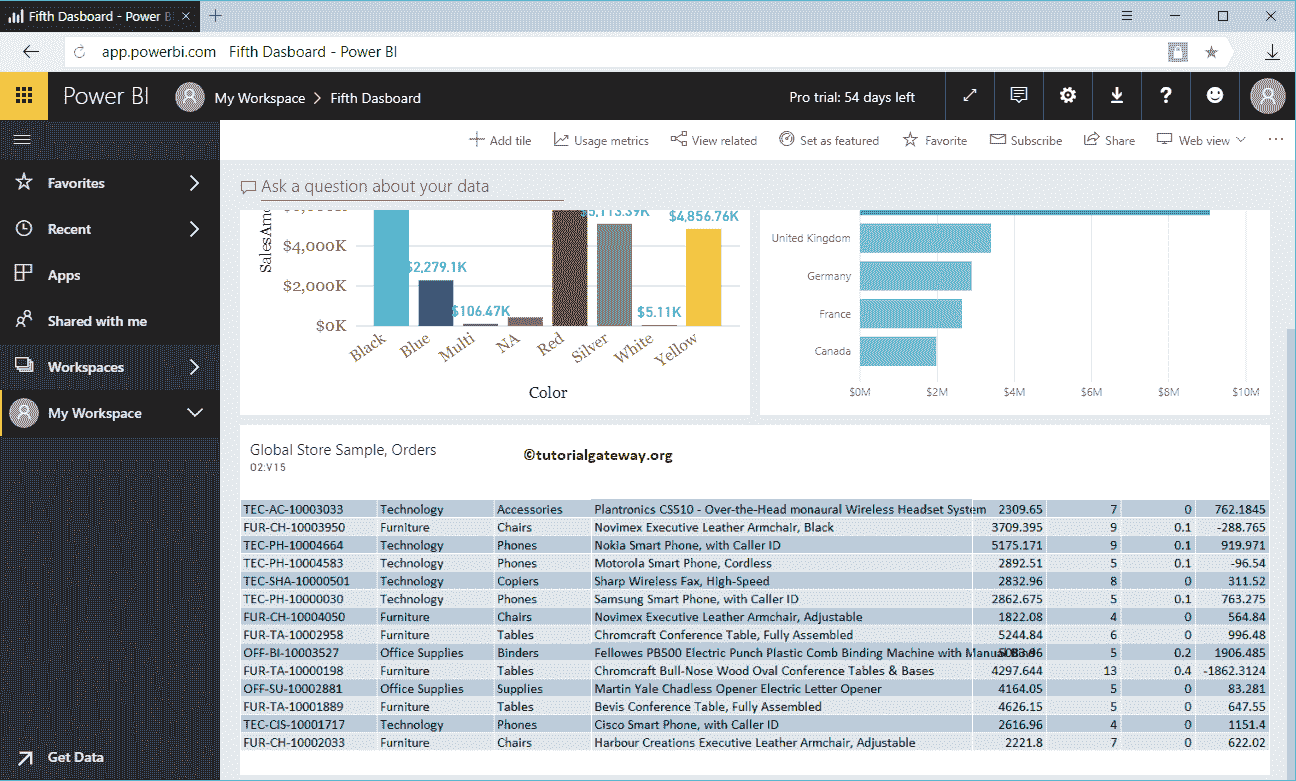 Fifth Dasboard - Power B
app.powerbi.com Fifth Dasboard - Power BI
Power BI My Workspace > Fifth Dasboard Pro trial: 54 days left
Add tile Usage metrics View related Set as featured Favorite Subscribe Share Web view
Favorites
Recent
Apps
Shared with me
Workspaces
My Workspace
Get Data
Ask a question about your data
$4,856.76K
$4,000K
$2,279.1K
$2,000K
$106.47K
$5.11K
$0K
Black Blue Multi NA Red Silver White Yellow
Color
United Kingdom
Germany
France
Canada
$0M $2M $4M $6M $8M $10M
Global Store Sample, Orders
02:V15
©tutorialgateway.org
TEC-AC-10003033 Technology Accessories Plantronics CS510 - Over-the-Head monaural Wireless Headset System 2309.65 7 0 762.1845
FUR-CH-10003950 Furniture Chairs Novimex Executive Leather Armchair, Black 3709.395 9 0.1 -288.765
TEC-PH-10004664 Technology Phones Nokia Smart Phone, with Caller ID 5175.171 9 0.1 919.971
TEC-PH-10004583 Technology Phones Motorola Smart Phone, Cordless 2892.51 5 0.1 -96.54
TEC-SHA-10000501 Technology Copiers Sharp Wireless Fax, High-Speed 2832.96 8 0 311.52
TEC-PH-10000030 Technology Phones Samsung Smart Phone, with Caller ID 2862.675 5 0.1 763.275
FUR-CH-10004050 Furniture Chairs Novimex Executive Leather Armchair, Adjustable 1822.08 4 0 564.84
FUR-TA-10002958 Furniture Tables Chromcraft Conference Table, Fully Assembled 5244.84 6 0 996.48
OFF-BI-10003527 Office Supplies Binders Fellowes PB500 Electric Punch Plastic Comb Binding Machine with Manual 5 0.2 1906.485
FUR-TA-10000198 Furniture Tables Chromcraft Bull-Nose Wood Oval Conference Tables & Bases 4297.644 13 0.4 -1862.3124
OFF-SU-10002881 Office Supplies Supplies Martin Yale Chadless Opener Electric Letter Opener 4164.05 5 0 83.281
FUR-TA-10001889 Furniture Tables Bevis Conference Table, Fully Assembled 4626.15 5 0 647.55
TEC-CIS-10001717 Technology Phones Cisco Smart Phone, with Caller ID 2616.96 4 0 1151.4
FUR-CH-10002033 Furniture Chairs Harbour Creations Executive Leather Armchair, Adjustable 2221.8 7 0 622.02